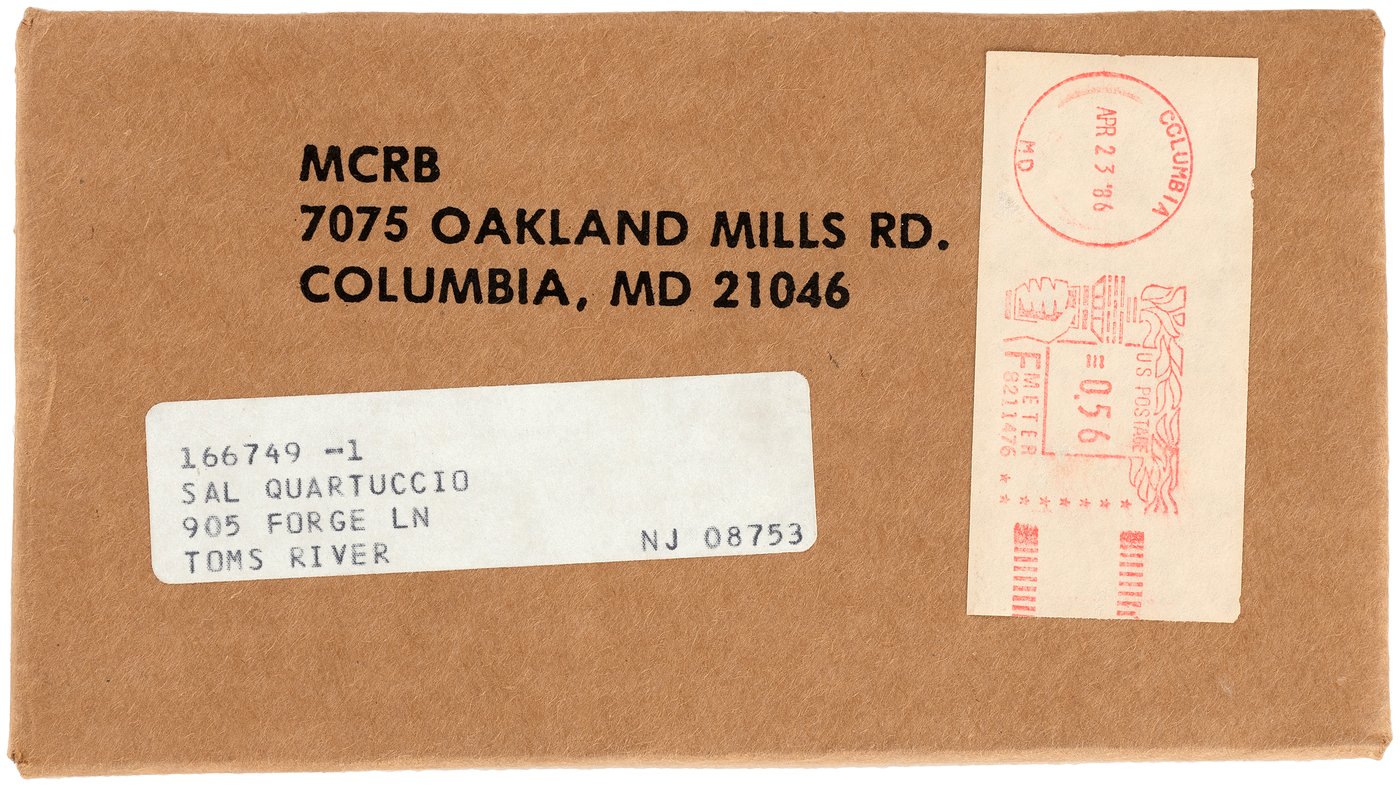 MCRB
7075 OAKLAND MILLS RD.
COLUMBIA, MD 21046
166749 -1
SAL QUARTUCCIO
905 FORGE LN
TOMS RIVER NJ 08753
COLUMBIA
APR 23 '86
MD
US POSTAGE
=0.56
F METER
8211476